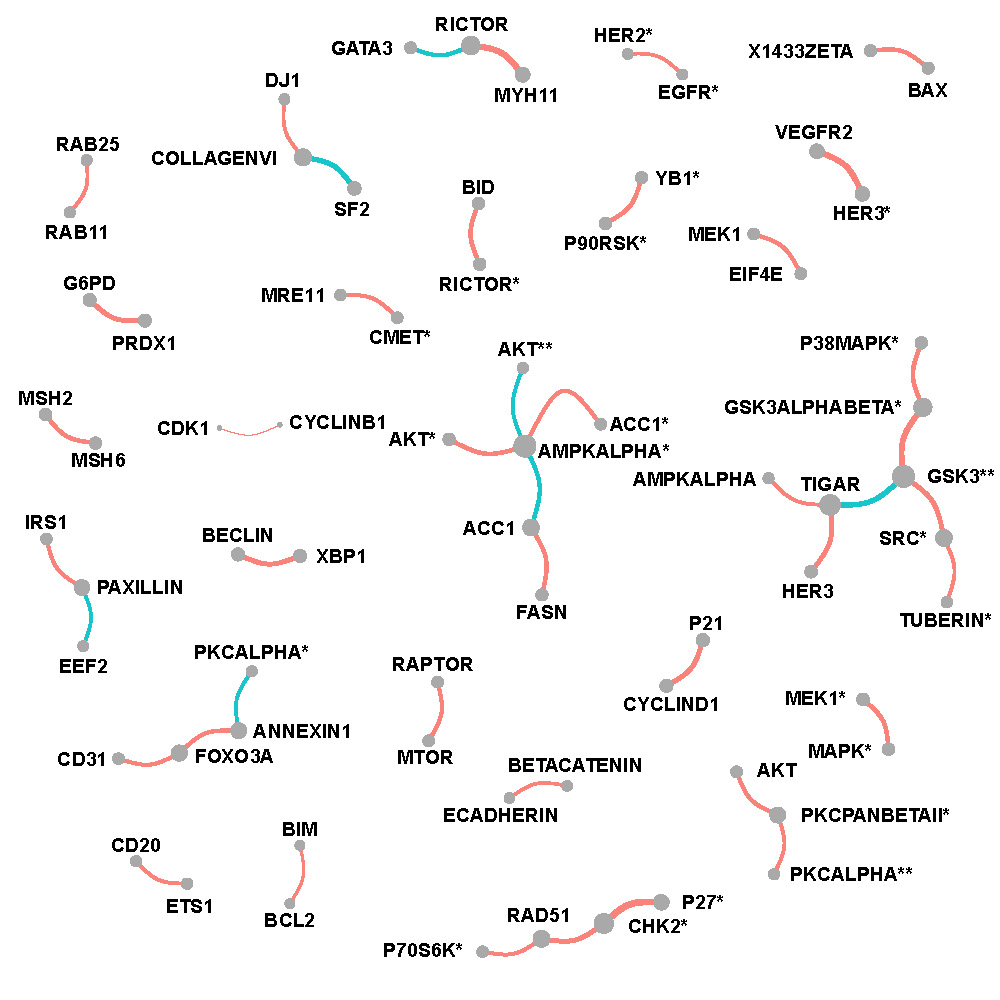 RICTOR
GATA3
HER2*
X1433ZETA
MYH11
EGFR*
BAX
DJ1
VEGFR2
RAB25
COLLAGENVI
YB1*
BID
SF2
HER3*
RAB11
P90RSK*
MEK1
EIF4E
G6PD
RICTOR*
MRE11
CMET*
PRDX1
AKT**
P38MAPK*
MSH2
GSK3ALPHABETA*
CDK1
CYCLINB1
ACC1*
AKT*
AMPKALPHA*
MSH6
AMPKALPHA
TIGAR
GSK3**
IRS1
ACC1
BECLIN
XBP1
SRC*
PAXILLIN
HER3
FASN
TUBERIN*
P21
EEF2
PKCALPHA*
RAPTOR
CYCLIND1
MEK1*
ANNEXIN1
CD31
FOXO3A
MTOR
MAPK*
BETACATENIN
AKT
ECADHERIN
PKCPANBETAII*
BIM
CD20
PKCALPHA**
ETS1
BCL2
P27*
RAD51
CHK2*
P70S6K*